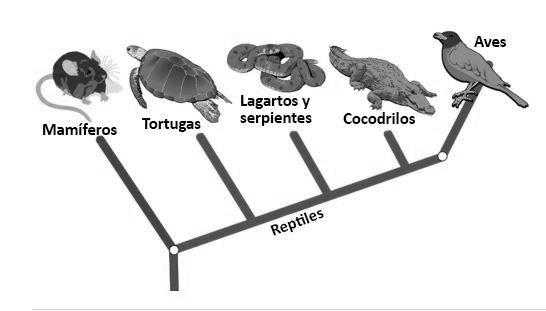 Mamíferos
Tortugas
Lagartos y
serpientes
Cocodrilos
Aves
Reptiles